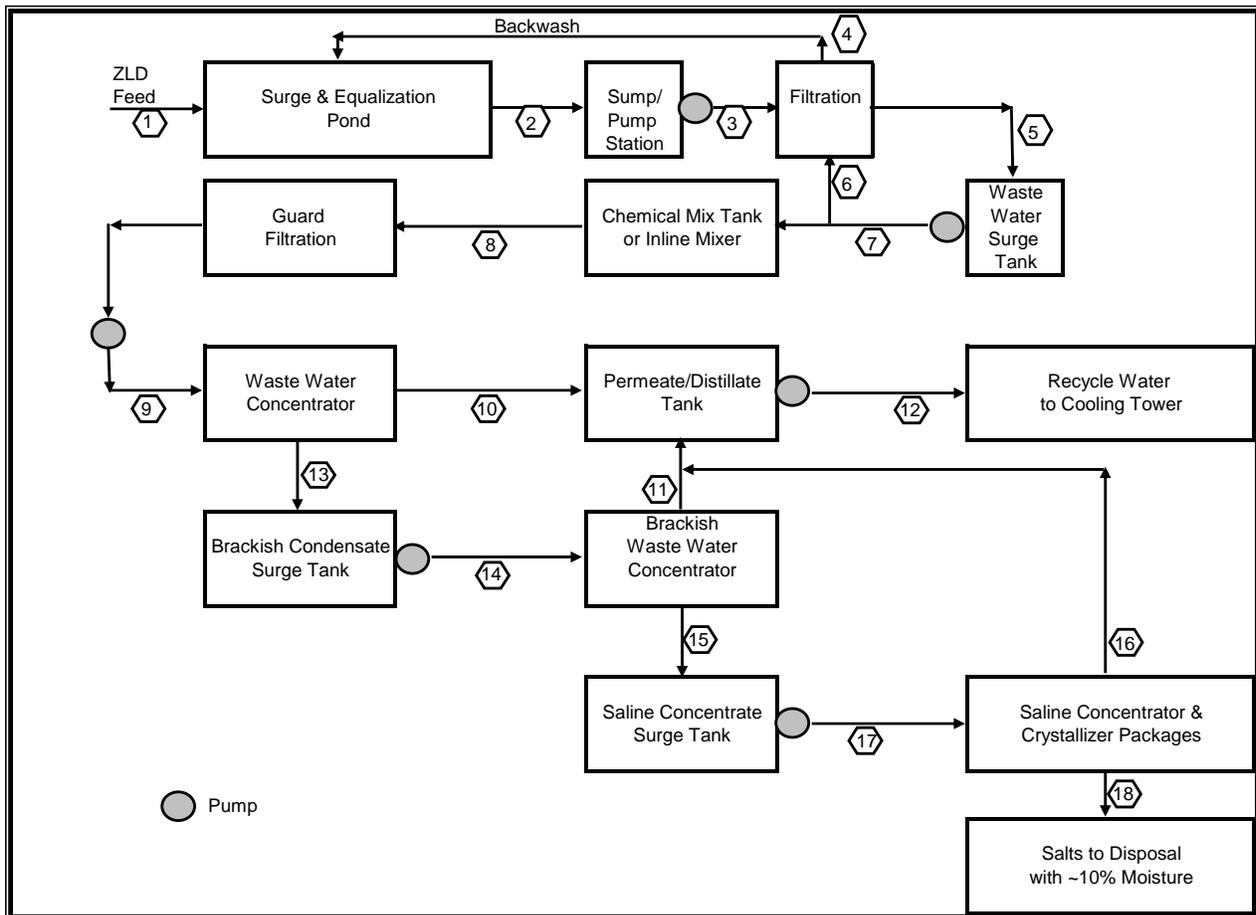 Backwash
4
ZLD
Feed
1
Surge & Equalization
Pond
2
Sump/
Pump
Station
3
Filtration
5
6
Guard
Filtration
8
Chemical Mix Tank
or Inline Mixer
7
Waste
Water
Surge
Tank
9
Waste Water
Concentrator
10
Permeate/Distillate
Tank
12
Recycle Water
to Cooling Tower
13
11
Brackish Condensate
Surge Tank
14
Brackish
Waste Water
Concentrator
15
16
Saline Concentrate
Surge Tank
17
Saline Concentrator &
Crystallizer Packages
18
Pump
Salts to Disposal
with ~10% Moisture